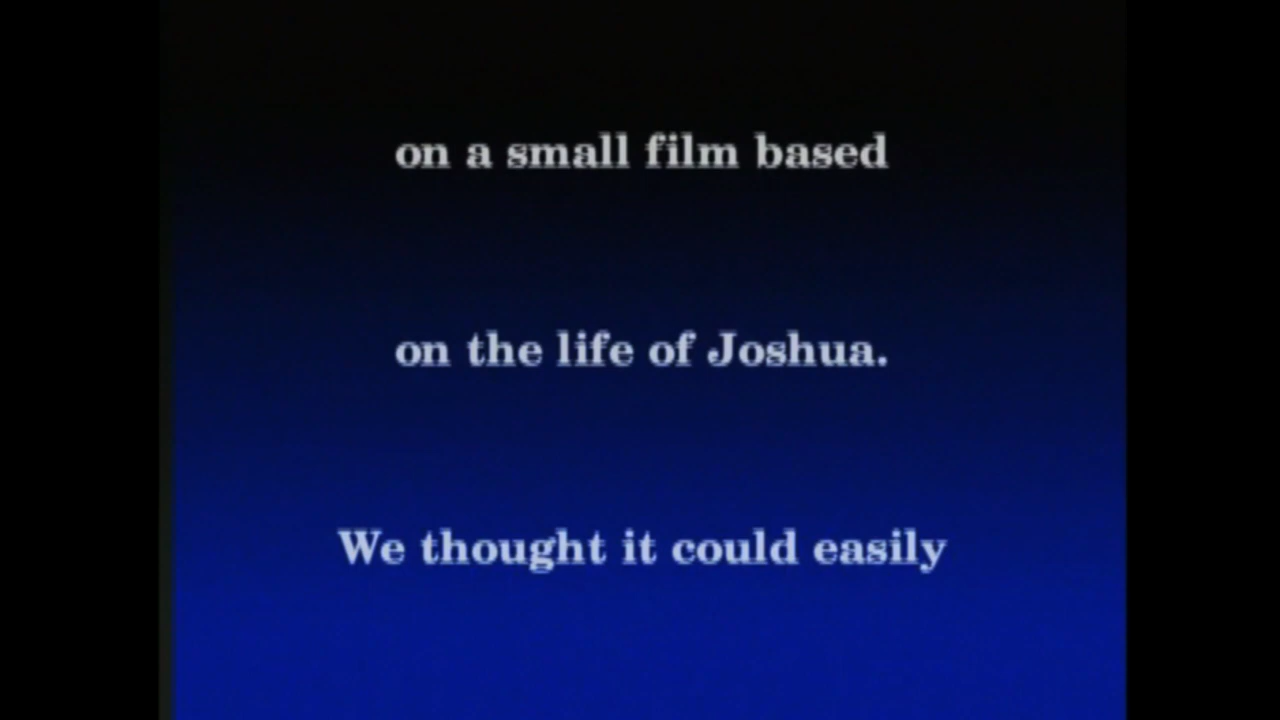 on a small film based
on the life of Joshua.
We thought it could easily